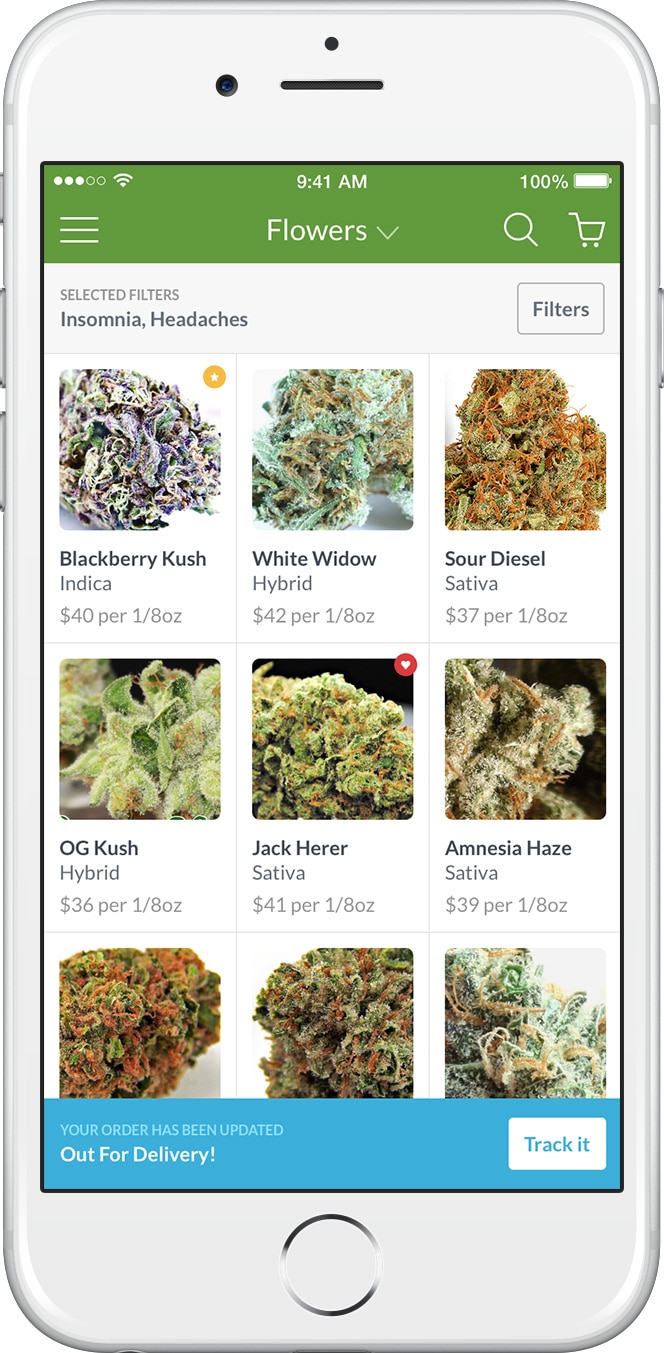 9:41 AM
100%
Flowers
SELECTED FILTERS
Insomnia, Headaches
Filters
Blackberry Kush
Indica
$40 per 1/8oz
White Widow
Hybrid
$42 per 1/8oz
Sour Diesel
Sativa
$37 per 1/8oz
OG Kush
Hybrid
$36 per 1/8oz
Jack Herer
Sativa
$41 per 1/8oz
Amnesia Haze
Sativa
$39 per 1/8oz
YOUR ORDER HAS BEEN UPDATED
Out For Delivery!
Track it